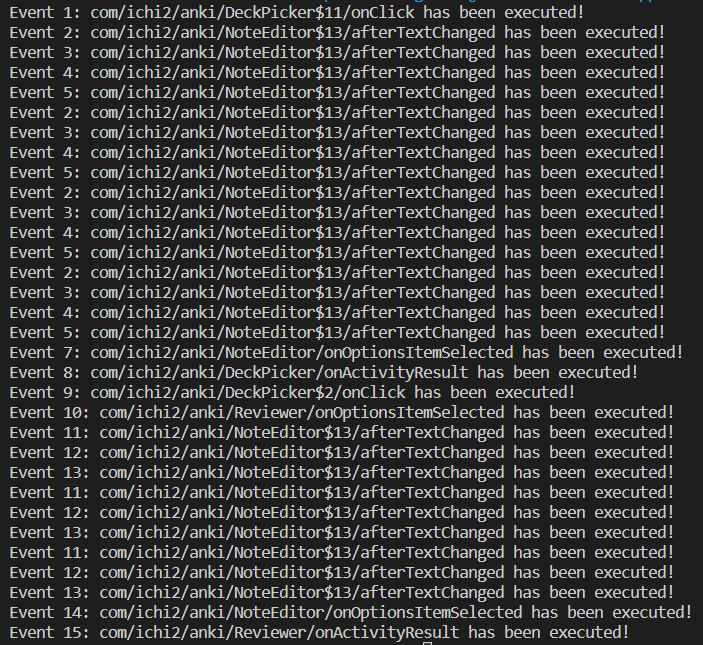 Event 1: com/ichi2/anki/DeckPicker$11/onClick has been executed!
Event 2: com/ichi2/anki/NoteEditor$13/afterTextChanged has been executed!
Event 3: com/ichi2/anki/NoteEditor$13/afterTextChanged has been executed!
Event 4: com/ichi2/anki/NoteEditor$13/afterTextChanged has been executed!
Event 5: com/ichi2/anki/NoteEditor$13/afterTextChanged has been executed!
Event 2: com/ichi2/anki/NoteEditor$13/afterTextChanged has been executed!
Event 3: com/ichi2/anki/NoteEditor$13/afterTextChanged has been executed!
Event 4: com/ichi2/anki/NoteEditor$13/afterTextChanged has been executed!
Event 5: com/ichi2/anki/NoteEditor$13/afterTextChanged has been executed!
Event 2: com/ichi2/anki/NoteEditor$13/afterTextChanged has been executed!
Event 3: com/ichi2/anki/NoteEditor$13/afterTextChanged has been executed!
Event 4: com/ichi2/anki/NoteEditor$13/afterTextChanged has been executed!
Event 5: com/ichi2/anki/NoteEditor$13/afterTextChanged has been executed!
Event 2: com/ichi2/anki/NoteEditor$13/afterTextChanged has been executed!
Event 3: com/ichi2/anki/NoteEditor$13/afterTextChanged has been executed!
Event 4: com/ichi2/anki/NoteEditor$13/afterTextChanged has been executed!
Event 5: com/ichi2/anki/NoteEditor$13/afterTextChanged has been executed!
Event 7: com/ichi2/anki/NoteEditor/onOptionsItemSelected has been executed!
Event 8: com/ichi2/anki/DeckPicker/onActivityResult has been executed!
Event 9: com/ichi2/anki/DeckPicker$2/onClick has been executed!
Event 10: com/ichi2/anki/Reviewer/onOptionsItemSelected has been executed!
Event 11: com/ichi2/anki/NoteEditor$13/afterTextChanged has been executed!
Event 12: com/ichi2/anki/NoteEditor$13/afterTextChanged has been executed!
Event 13: com/ichi2/anki/NoteEditor$13/afterTextChanged has been executed!
Event 11: com/ichi2/anki/NoteEditor$13/afterTextChanged has been executed!
Event 12: com/ichi2/anki/NoteEditor$13/afterTextChanged has been executed!
Event 13: com/ichi2/anki/NoteEditor$13/afterTextChanged has been executed!
Event 11: com/ichi2/anki/NoteEditor$13/afterTextChanged has been executed!
Event 12: com/ichi2/anki/NoteEditor$13/afterTextChanged has been executed!
Event 13: com/ichi2/anki/NoteEditor$13/afterTextChanged has been executed!
Event 14: com/ichi2/anki/NoteEditor/onOptionsItemSelected has been executed!
Event 15: com/ichi2/anki/Reviewer/onActivityResult has been executed!